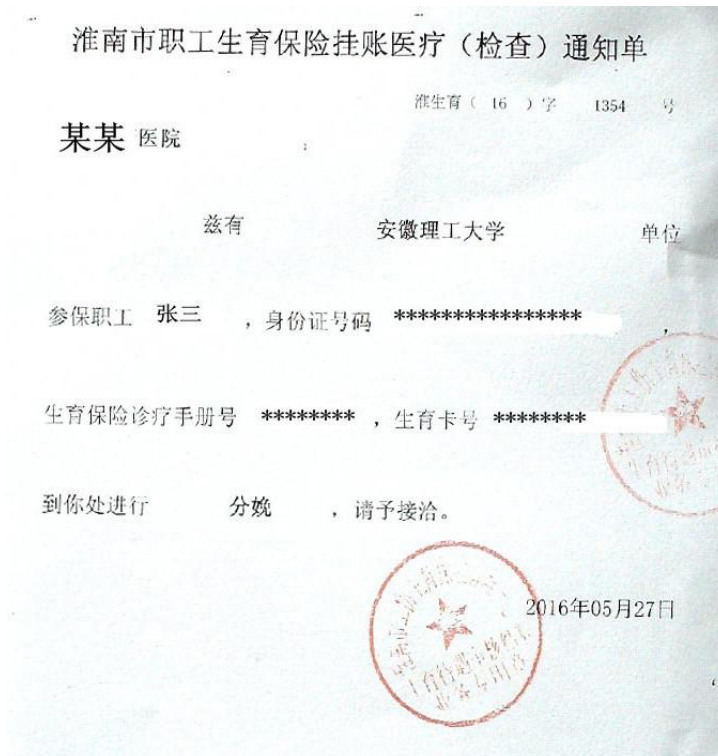 淮南市职工生育保险挂账医疗（检查）通知单
淮生育（ 16 ）字 1354 号
某某 医院 ：
兹有 安徽理工大学 单位
参保职工 张三 ，身份证号码 **************** ，
生育保险诊疗手册号 ******** ，生育卡号 ********
到你处进行 分娩 ，请予接洽。
2016年05月27日